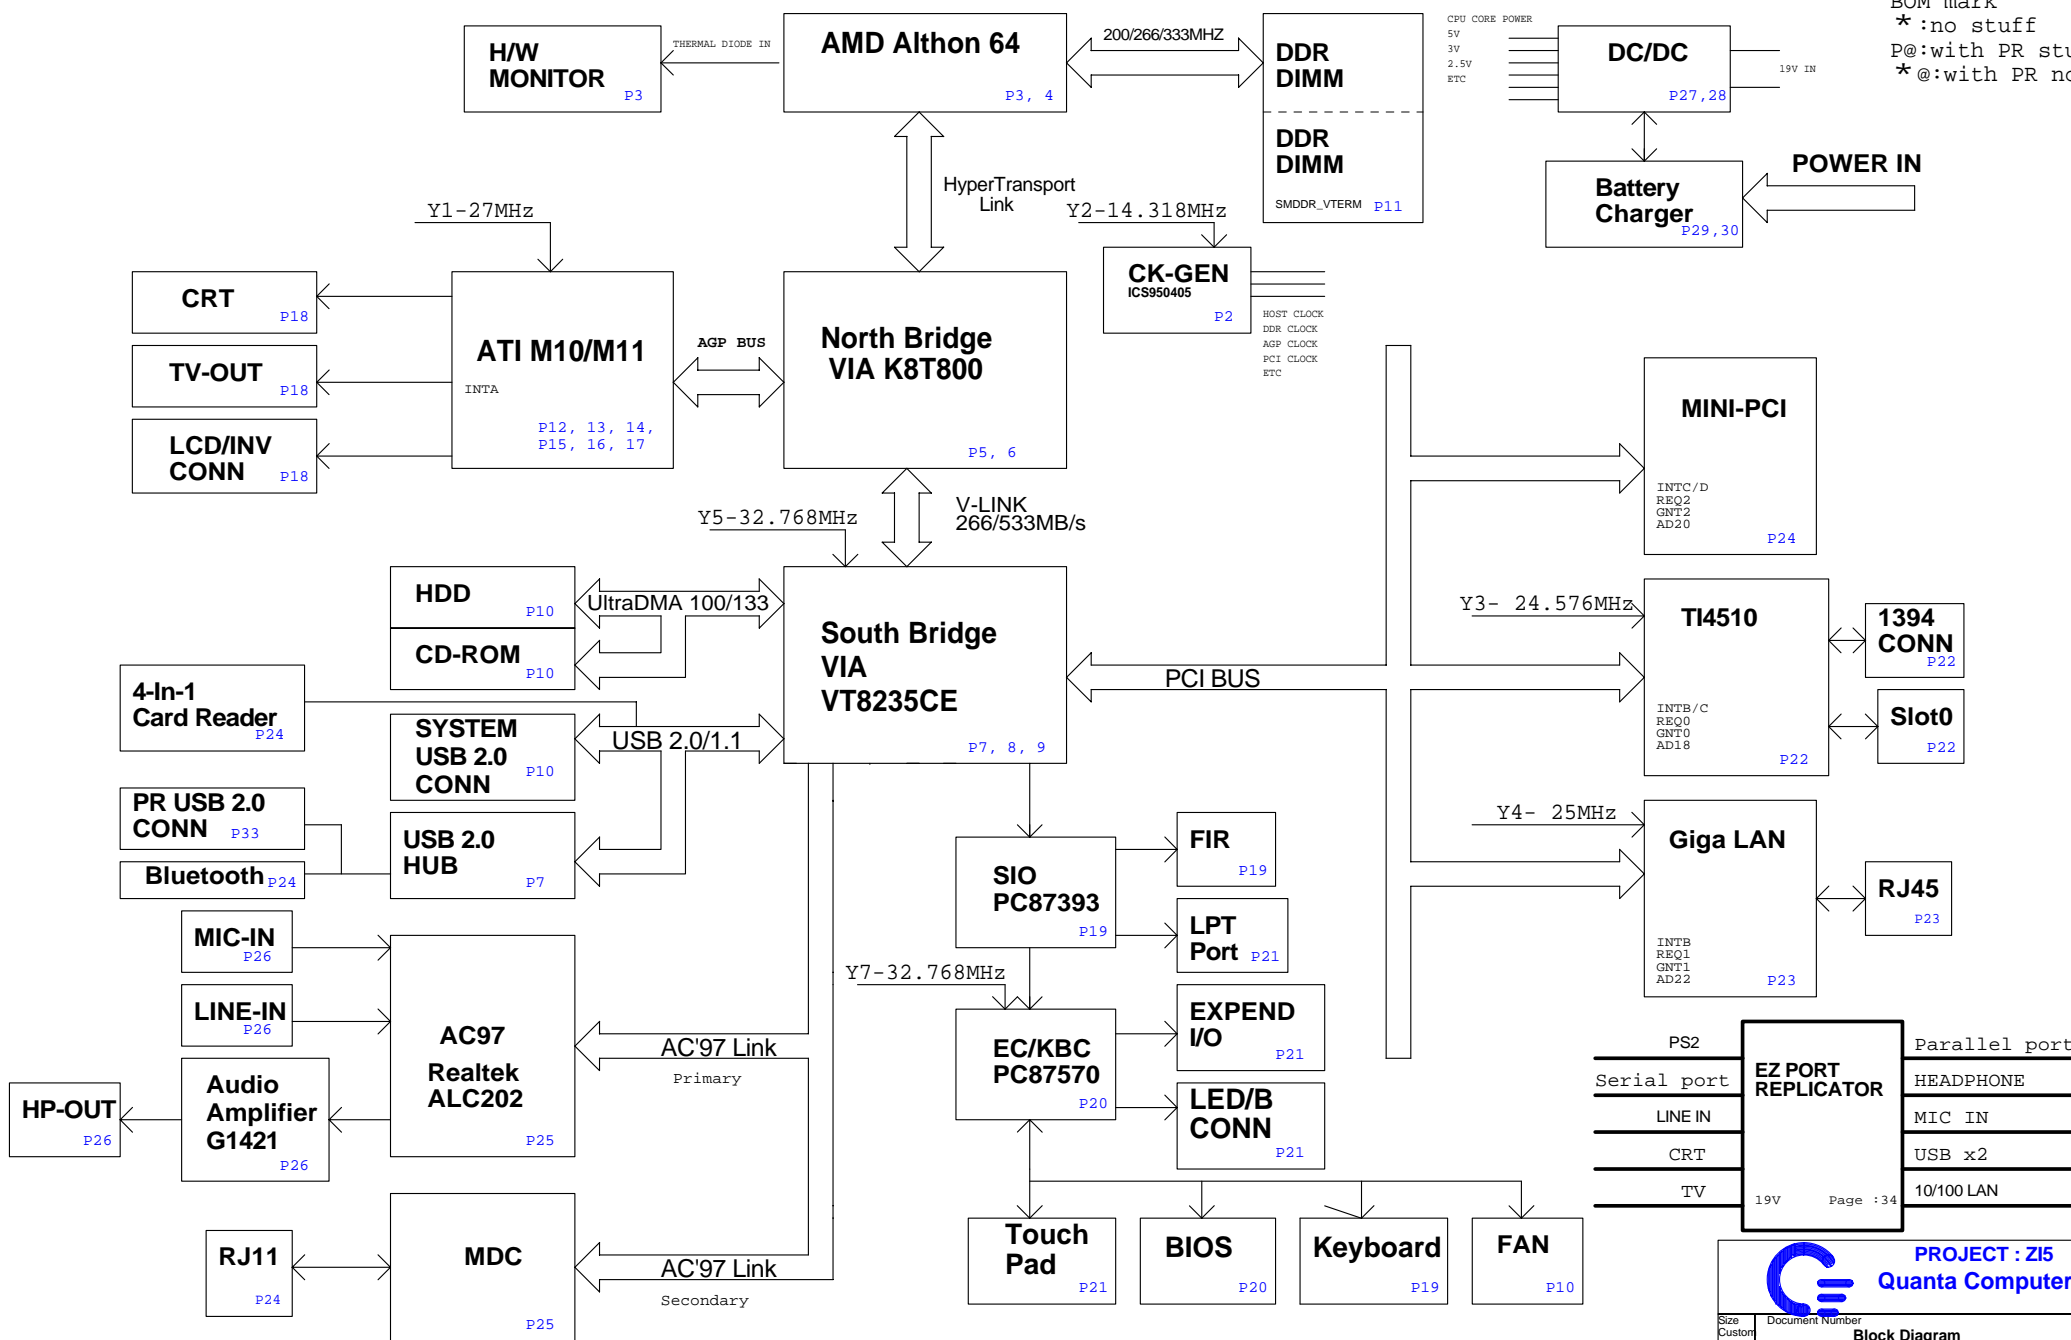 BOM mark
* :no stuff
P@:with PR stu
* @:with PR no
H/W
MONITOR
P3
THERMAL DIODE IN
AMD Althon 64
P3, 4
200/266/333MHZ
DDR
DIMM
DDR
DIMM
SMDDR_VTERM P11
CPU CORE POWER
5V
3V
2.5V
ETC
DC/DC
P27,28
19V IN
Battery
Charger
P29,30
POWER IN
HyperTransport
Link
Y1-27MHz
Y2-14.318MHz
CK-GEN
ICS950405
P2
HOST CLOCK
DDR CLOCK
AGP CLOCK
PCI CLOCK
ETC
CRT
P18
TV-OUT
P18
LCD/INV
CONN
P18
ATI M10/M11
INTA
P12, 13, 14,
P15, 16, 17
AGP BUS
North Bridge
VIA K8T800
P5, 6
MINI-PCI
INTC/D
REQ2
GNT2
AD20
P24
V-LINK
266/533MB/s
Y5-32.768MHz
HDD
P10
CD-ROM
P10
UltraDMA 100/133
South Bridge
VIA
VT8235CE
P7, 8, 9
PCI BUS
Y3- 24.576MHz
TI4510
INTB/C
REQ0
GNT0
AD18
P22
1394
CONN
P22
Slot0
P22
4-In-1
Card Reader
P24
SYSTEM
USB 2.0
CONN
P10
USB 2.0/1.1
PR USB 2.0
CONN P33
Bluetooth P24
USB 2.0
HUB
P7
Y4- 25MHz
Giga LAN
INTB
REQ1
GNT1
AD22
P23
RJ45
P23
SIO
PC87393
P19
FIR
P19
LPT
Port P21
MIC-IN
P26
LINE-IN
P26
AC97
Realtek
ALC202
P25
Y7-32.768MHz
EC/KBC
PC87570
P20
EXPEND
I/O
P21
LED/B
CONN
P21
AC'97 Link
Primary
HP-OUT
P26
Audio
Amplifier
G1421
P26
RJ11
P24
MDC
P25
AC'97 Link
Secondary
Touch
Pad
P21
BIOS
P20
Keyboard
P19
FAN
P10
PS2
Serial port
LINE IN
CRT
TV
EZ PORT
REPLICATOR
19V Page :34
Parallel port
HEADPHONE
MIC IN
USB x2
10/100 LAN
PROJECT : ZI5
Quanta Computer
Size
Custom
Document Number
Block Diagram